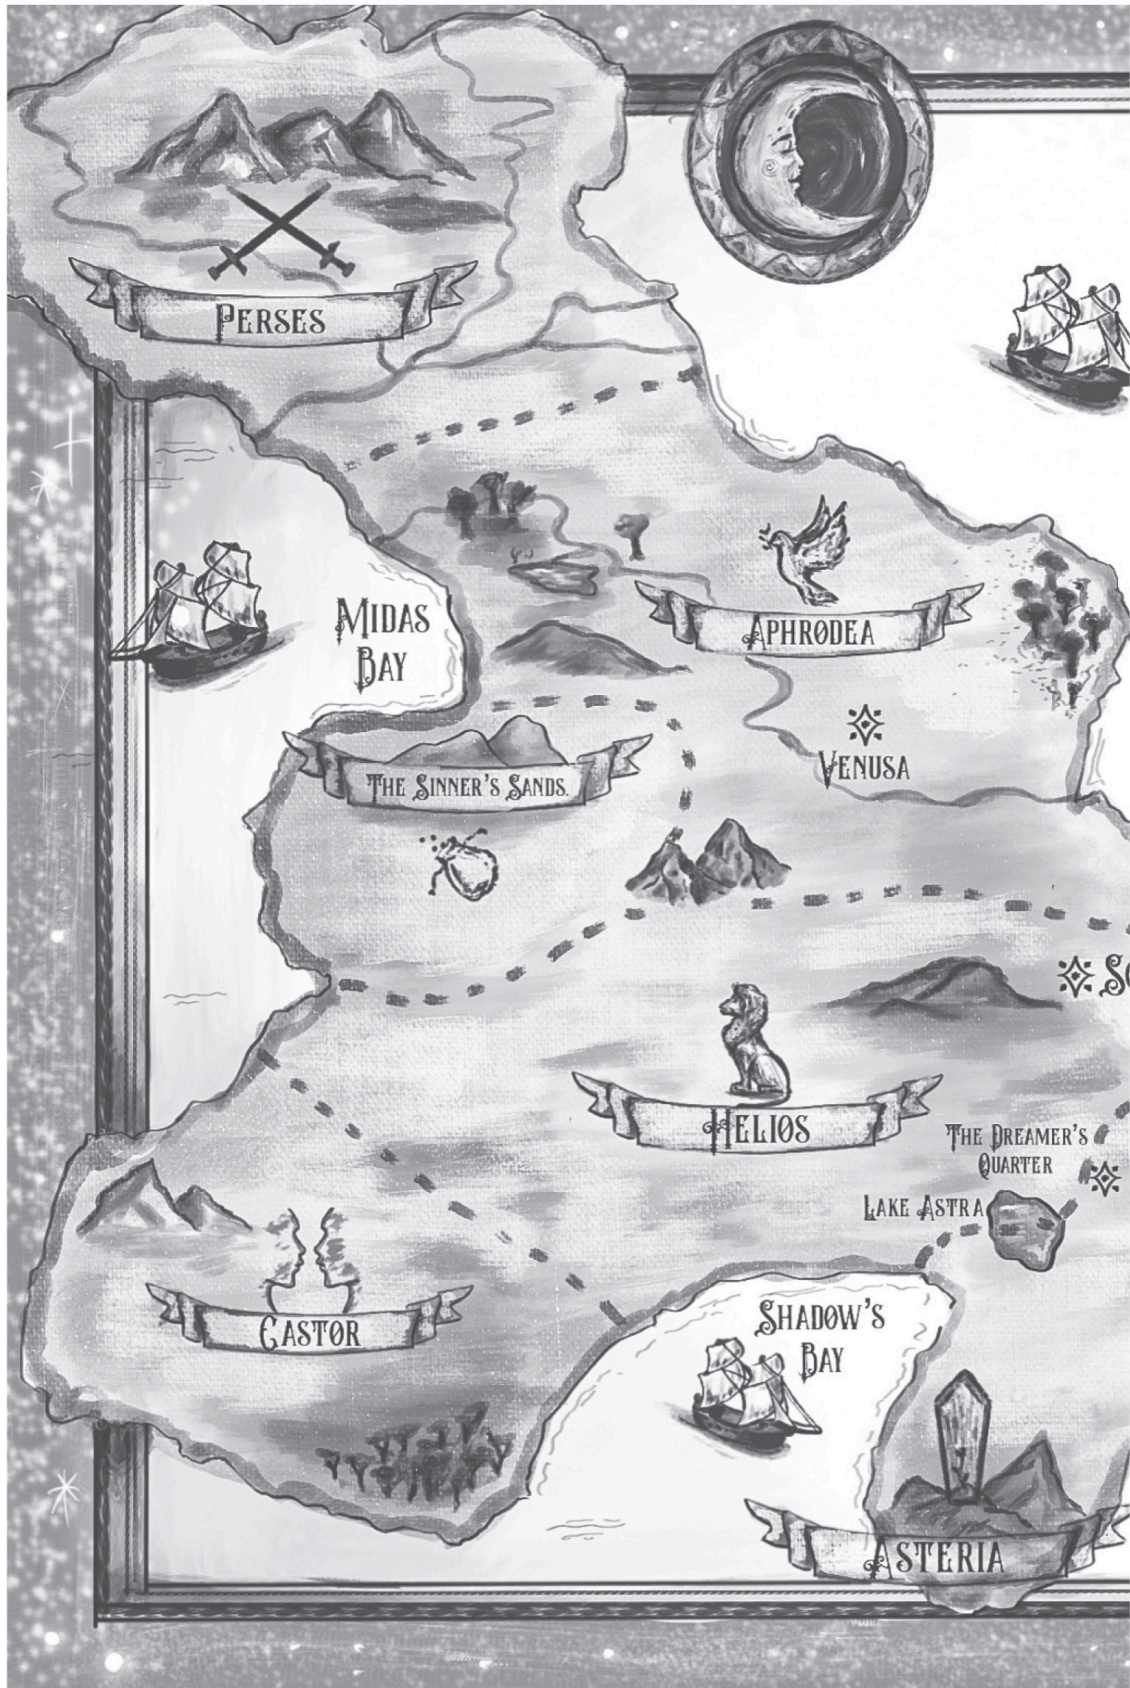 PERSES
MIDAS
BAY
APHRODEA
VENUSA
THE SINNER'S SANDS.
HELIOS
THE DREAMER'S
QUARTER
LAKE ASTRA
CASTOR
SHADOW'S
BAY
ASTERIA